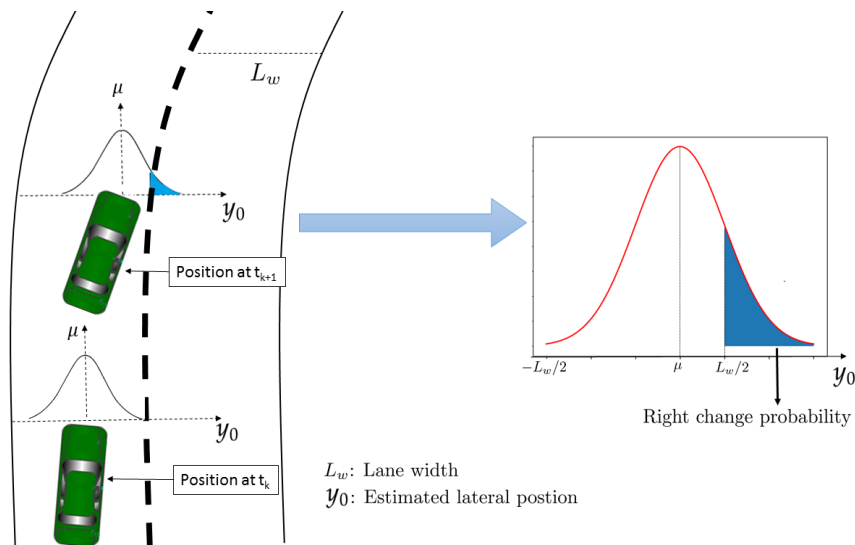 L_w
μ
y_0
Position at t_{k+1}
μ
y_0
Position at t_k
-L_w/2
μ
L_w/2
y_0
Right change probability
L_w: Lane width
y_0: Estimated lateral postion